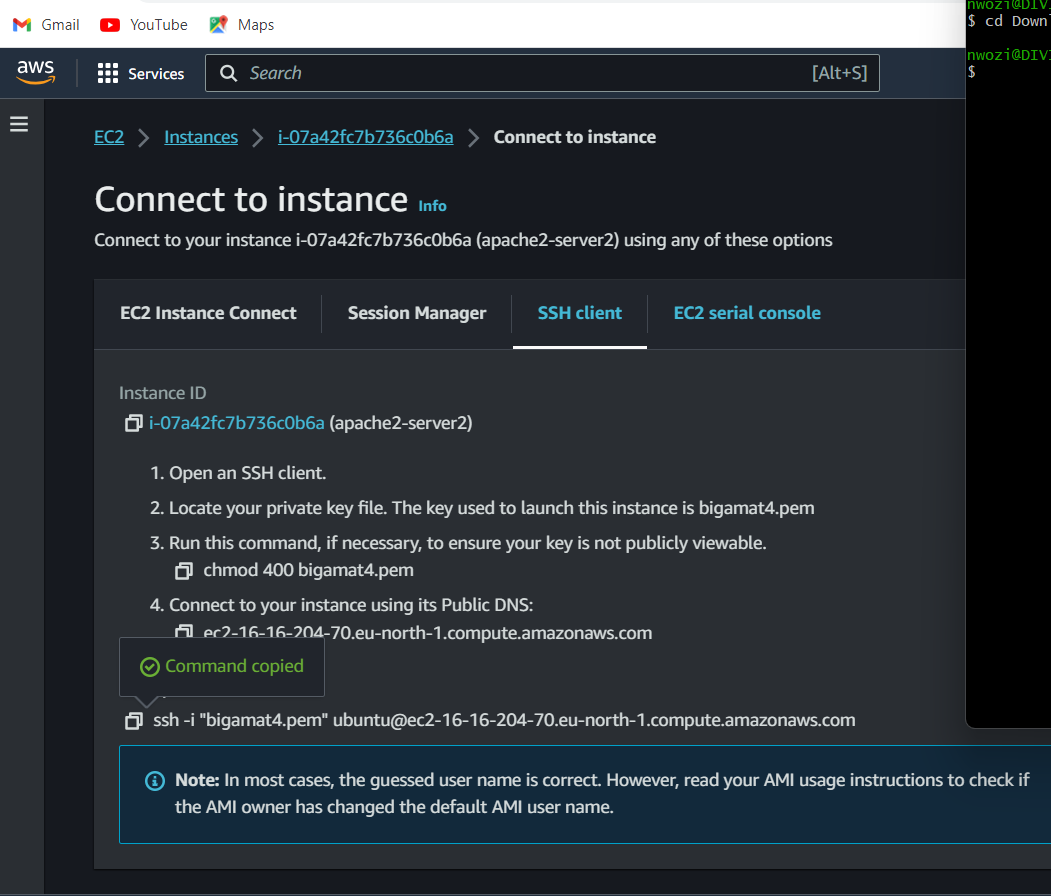 Gmail YouTube Maps
nwozi@DIV
$ cd Down
nwozi@DIV
$
aws Services Search [Alt+S]
EC2 Instances i-07a42fc7b736c0b6a Connect to instance
Connect to instance Info
Connect to your instance i-07a42fc7b736c0b6a (apache2-server2) using any of these options
EC2 Instance Connect Session Manager SSH client EC2 serial console
Instance ID
i-07a42fc7b736c0b6a (apache2-server2)
1. Open an SSH client.
2. Locate your private key file. The key used to launch this instance is bigamat4.pem
3. Run this command, if necessary, to ensure your key is not publicly viewable.
chmod 400 bigamat4.pem
4. Connect to your instance using its Public DNS:
ec2-16-16-204-70.eu-north-1.compute.amazonaws.com
Command copied
ssh -i "bigamat4.pem" ubuntu@ec2-16-16-204-70.eu-north-1.compute.amazonaws.com
Note: In most cases, the guessed user name is correct. However, read your AMI usage instructions to check if
the AMI owner has changed the default AMI user name.